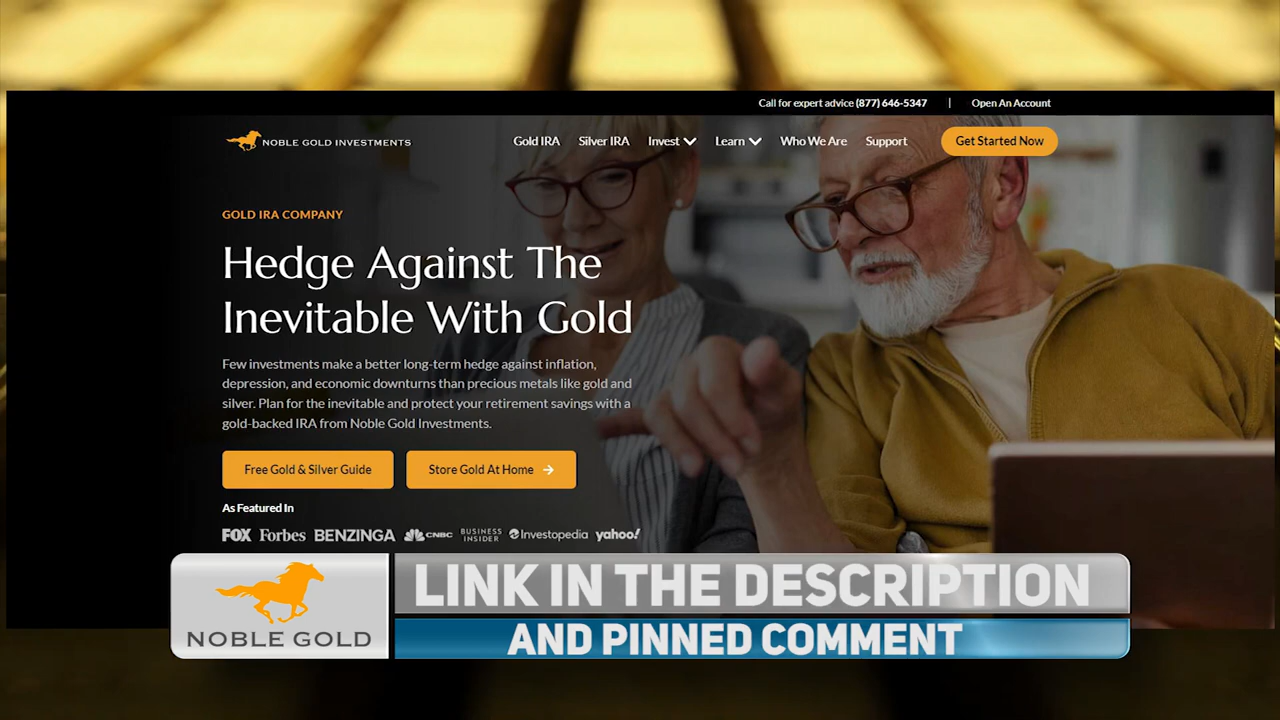 Call for expert advice (877) 646-5347 | Open An Account
NOBLE GOLD INVESTMENTS Gold IRA Silver IRA Invest Learn Who We Are Support Get Started Now
GOLD IRA COMPANY
Hedge Against The
Inevitable With Gold
Few investments make a better long-term hedge against inflation,
depression, and economic downturns than precious metals like gold and
silver. Plan for the inevitable and protect your retirement savings with a
gold-backed IRA from Noble Gold Investments.
Free Gold & Silver Guide Store Gold At Home →
As Featured In
FOX Forbes BENZINGA CNBC BUSINESS INSIDER Investopedia yahoo!
NOBLE GOLD
LINK IN THE DESCRIPTION
AND PINNED COMMENT